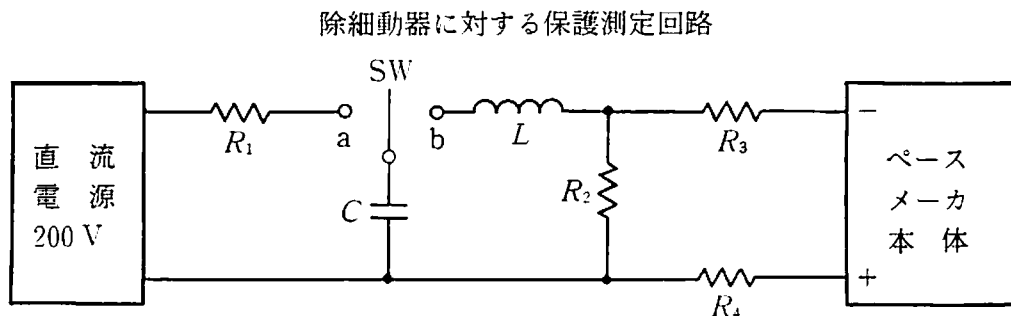 除細動器に対する保護測定回路
SW
a
b
R₁
L
R₃
R₂
C
R₄
直流
電源
200 V
−
ペース
メーカ
本体
+